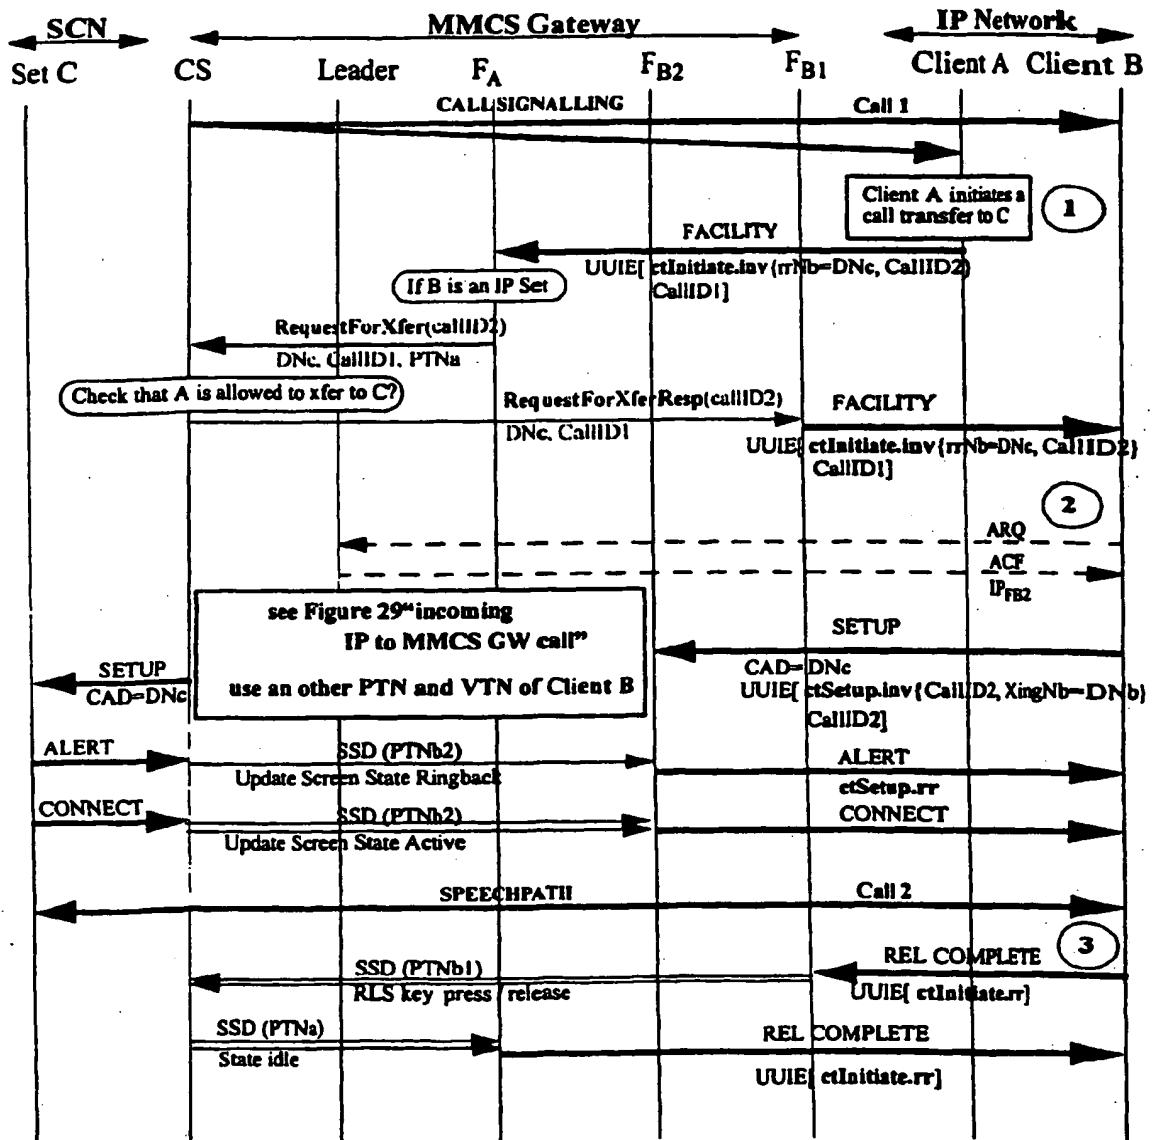 SCN MMCS Gateway IP Network
Set C CS Leader FA FB2 FB1 Client A Client B
CALLSIGNALLING Call 1
Client A initiates a
call transfer to C
1
FACILITY
UUIE[ ctInitiate.inv{rrNb=DNc, CallID2}
CallID1]
If B is an IP Set
RequestForXfer(callID2)
DNc, CallID1, PTNa
Check that A is allowed to xfer to C?
RequestForXferResp(callID2)
DNc, CallID1
FACILITY
UUIE[ ctInitiate.inv{rrNb=DNc, CallID2}
CallID1]
2
ARQ
ACF
IPFB2
see Figure 29"incoming
IP to MMCS GW call"
use an other PTN and VTN of Client B
SETUP
CAD=DNc
UUIE[ ctSetup.inv{CallID2, XingNb=DNb}
CallID2]
SETUP
CAD=DNc
ALERT
SSD (PTNb2)
Update Screen State Ringback
ALERT
ctSetup.rr
CONNECT
SSD (PTNb2)
Update Screen State Active
CONNECT
SPEECHPATH Call 2
3
SSD (PTNb1)
RLS key press / release
REL COMPLETE
UUIE[ ctInitiate.rr]
SSD (PTNa)
State idle
REL COMPLETE
UUIE[ ctInitiate.rr]